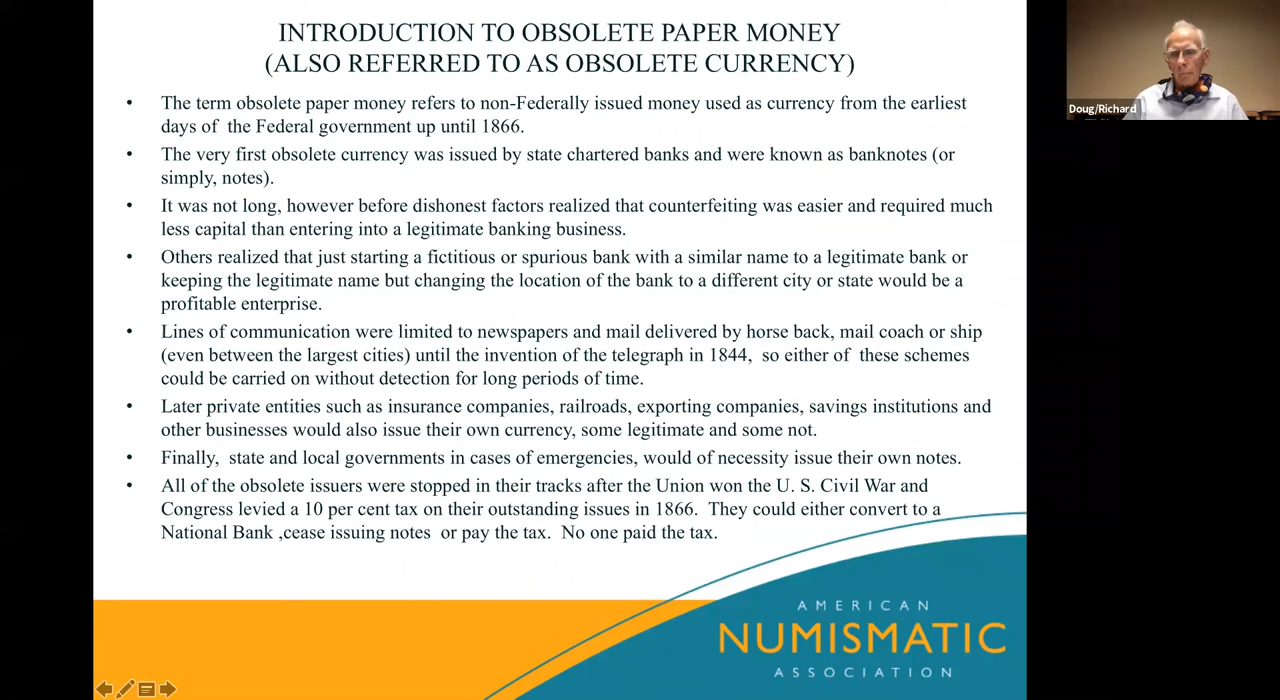 INTRODUCTION TO OBSOLETE PAPER MONEY
(ALSO REFERRED TO AS OBSOLETE CURRENCY)
• The term obsolete paper money refers to non-Federally issued money used as currency from the earliest
days of the Federal government up until 1866.
• The very first obsolete currency was issued by state chartered banks and were known as banknotes (or
simply, notes).
• It was not long, however before dishonest factors realized that counterfeiting was easier and required much
less capital than entering into a legitimate banking business.
• Others realized that just starting a fictitious or spurious bank with a similar name to a legitimate bank or
keeping the legitimate name but changing the location of the bank to a different city or state would be a
profitable enterprise.
• Lines of communication were limited to newspapers and mail delivered by horse back, mail coach or ship
(even between the largest cities) until the invention of the telegraph in 1844, so either of these schemes
could be carried on without detection for long periods of time.
• Later private entities such as insurance companies, railroads, exporting companies, savings institutions and
other businesses would also issue their own currency, some legitimate and some not.
• Finally, state and local governments in cases of emergencies, would of necessity issue their own notes.
• All of the obsolete issuers were stopped in their tracks after the Union won the U. S. Civil War and
Congress levied a 10 per cent tax on their outstanding issues in 1866. They could either convert to a
National Bank ,cease issuing notes or pay the tax. No one paid the tax.
AMERICAN
NUMISMATIC
ASSOCIATION
Doug/Richard